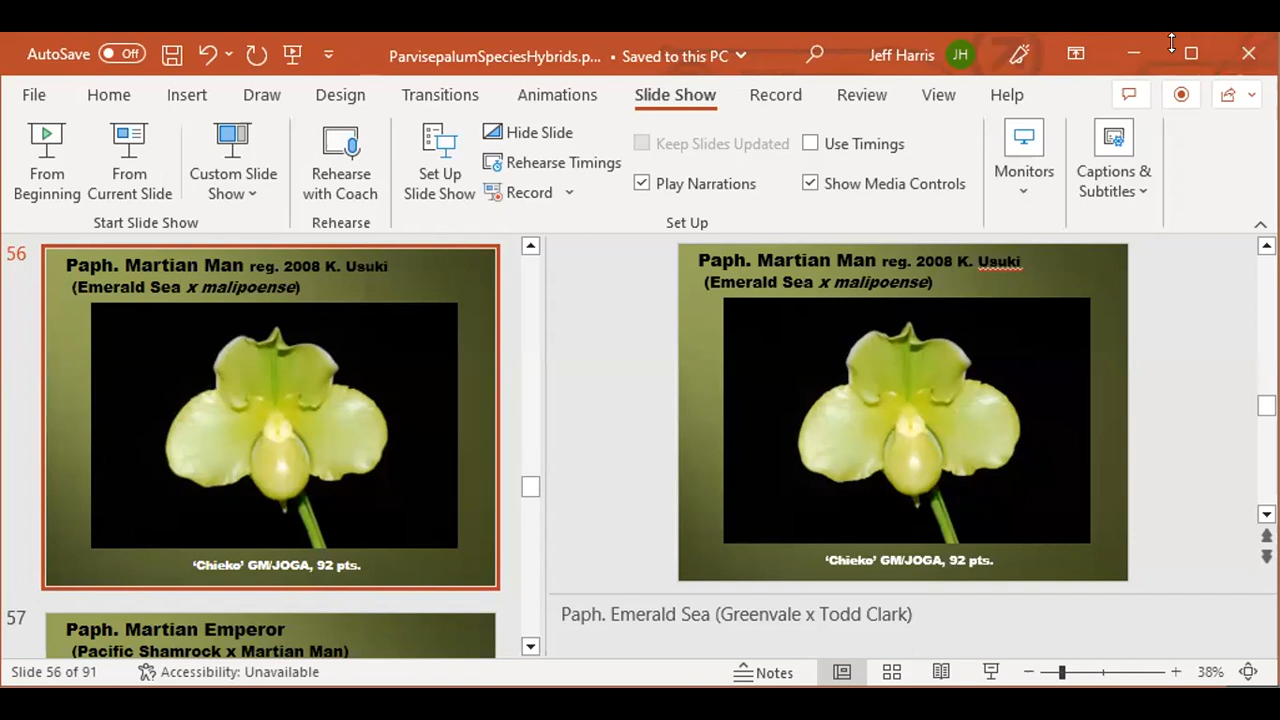 AutoSave Off ParvisepalumSpeciesHybrids.p... • Saved to this PC Jeff Harris JH
File Home Insert Draw Design Transitions Animations Slide Show Record Review View Help
From Beginning
From Current Slide
Custom Slide Show
Start Slide Show
Rehearse with Coach
Rehearse
Set Up Slide Show
Hide Slide
Rehearse Timings
Record
Keep Slides Updated
Play Narrations
Use Timings
Show Media Controls
Set Up
Monitors
Captions & Subtitles
56
Paph. Martian Man reg. 2008 K. Usuki
(Emerald Sea x malipoense)
‘Chieko’ GM/JOGA, 92 pts.
57
Paph. Martian Emperor
(Pacific Shamrock x Martian Man)
Paph. Martian Man reg. 2008 K. Usuki
(Emerald Sea x malipoense)
‘Chieko’ GM/JOGA, 92 pts.
Paph. Emerald Sea (Greenvale x Todd Clark)
Slide 56 of 91 Accessibility: Unavailable Notes 38%